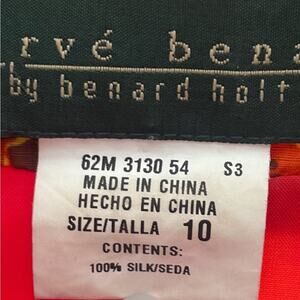 rvé ben
by benard holt
62M 3130 54 S3
MADE IN CHINA
HECHO EN CHINA
SIZE/TALLA 10
CONTENTS:
100% SILK/SEDA